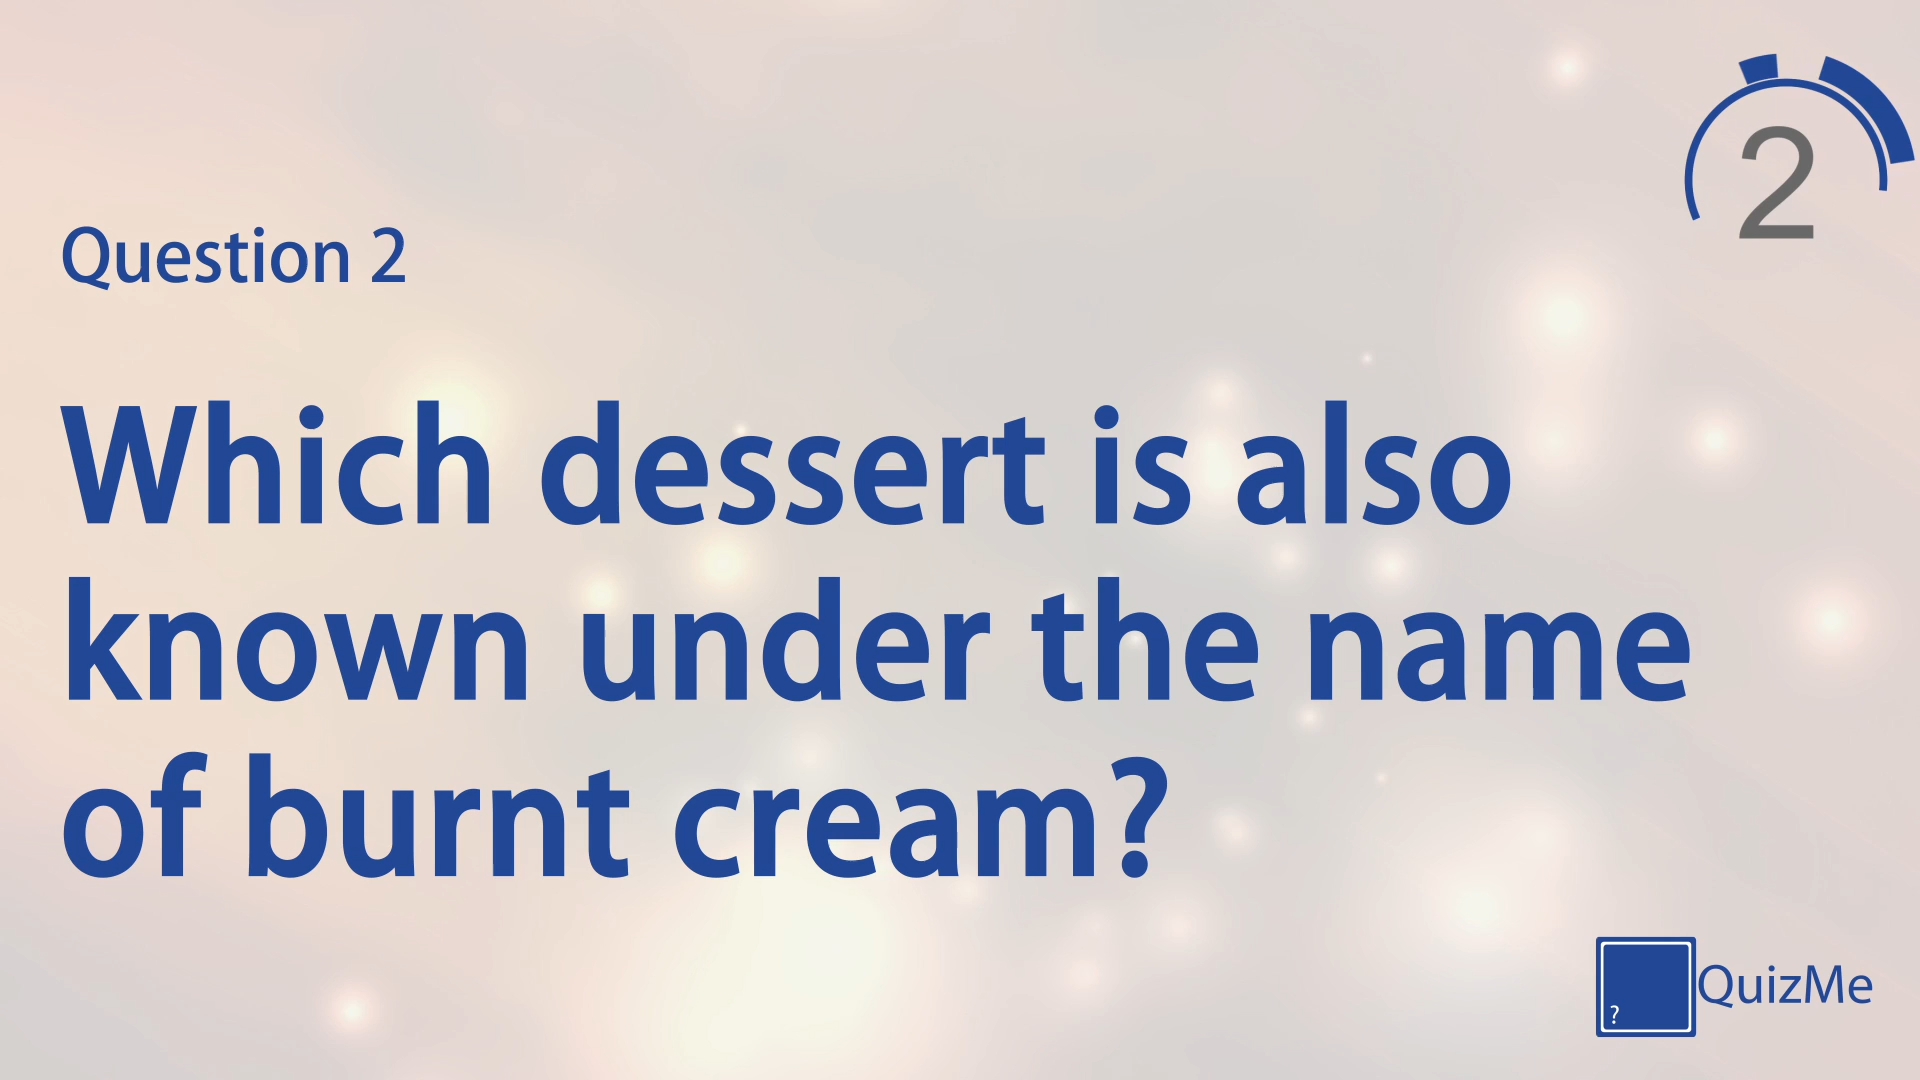 2
Question 2
Which dessert is also
known under the name
of burnt cream?
?
QuizMe